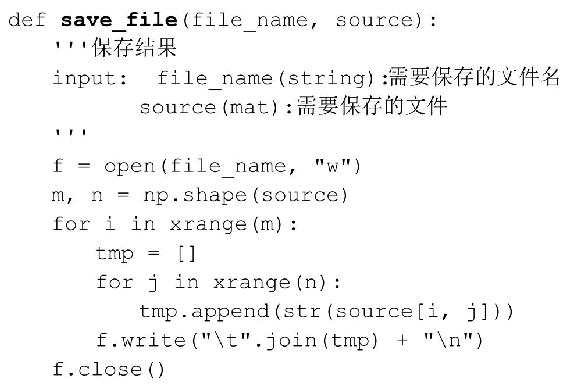 def save_file(file_name, source):
    '''保存结果
    input:  file_name(string):需要保存的文件名
            source(mat):需要保存的文件
    '''
    f = open(file_name, "w")
    m, n = np.shape(source)
    for i in xrange(m):
        tmp = []
        for j in xrange(n):
            tmp.append(str(source[i, j]))
        f.write("\t".join(tmp) + "\n")
    f.close()